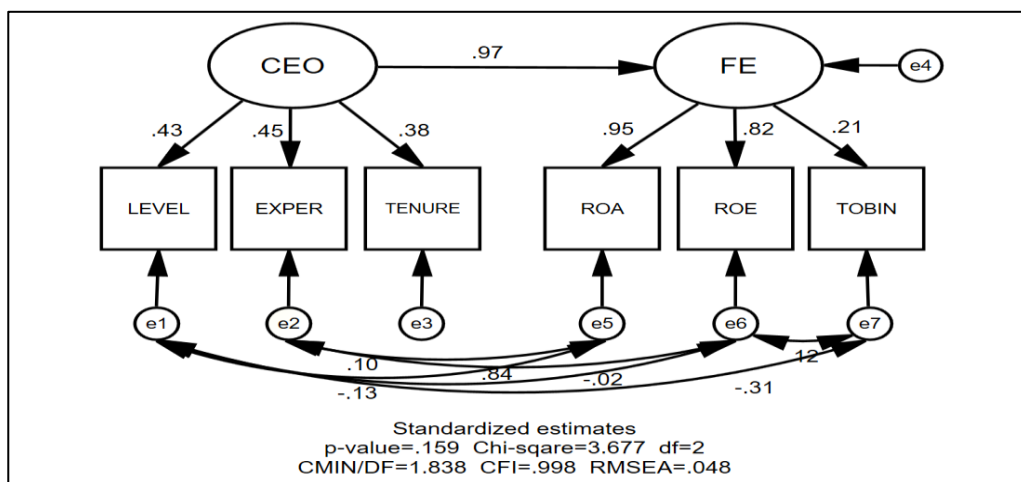 CEO
.97
FE
e4
.43
.45
.38
.95
.82
.21
LEVEL
EXPER
TENURE
ROA
ROE
TOBIN
e1
e2
e3
e5
e6
e7
.10
.84
-.02
.12
-.13
-.31
Standardized estimates
p-value=.159 Chi-sqare=3.677 df=2
CMIN/DF=1.838 CFI=.998 RMSEA=.048